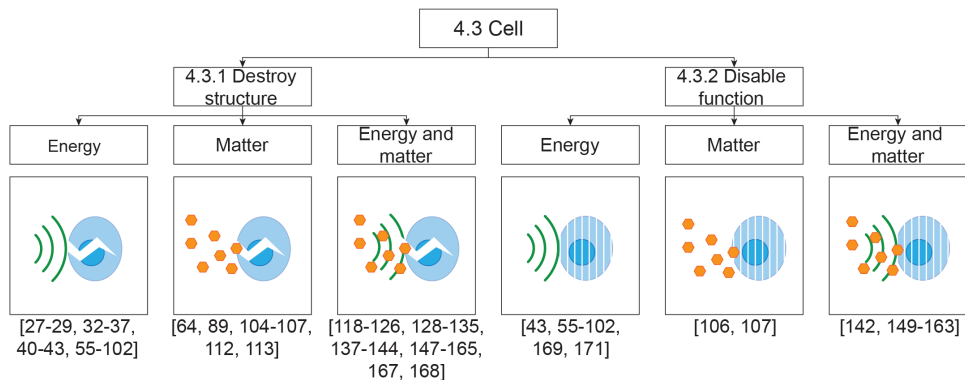 4.3 Cell
4.3.1 Destroy
structure
4.3.2 Disable
function
Energy
Matter
Energy and
matter
Energy
Matter
Energy and
matter
[27-29, 32-37,
40-43, 55-102]
[64, 89, 104-107,
112, 113]
[118-126, 128-135,
137-144, 147-165,
167, 168]
[43, 55-102,
169, 171]
[106, 107]
[142, 149-163]